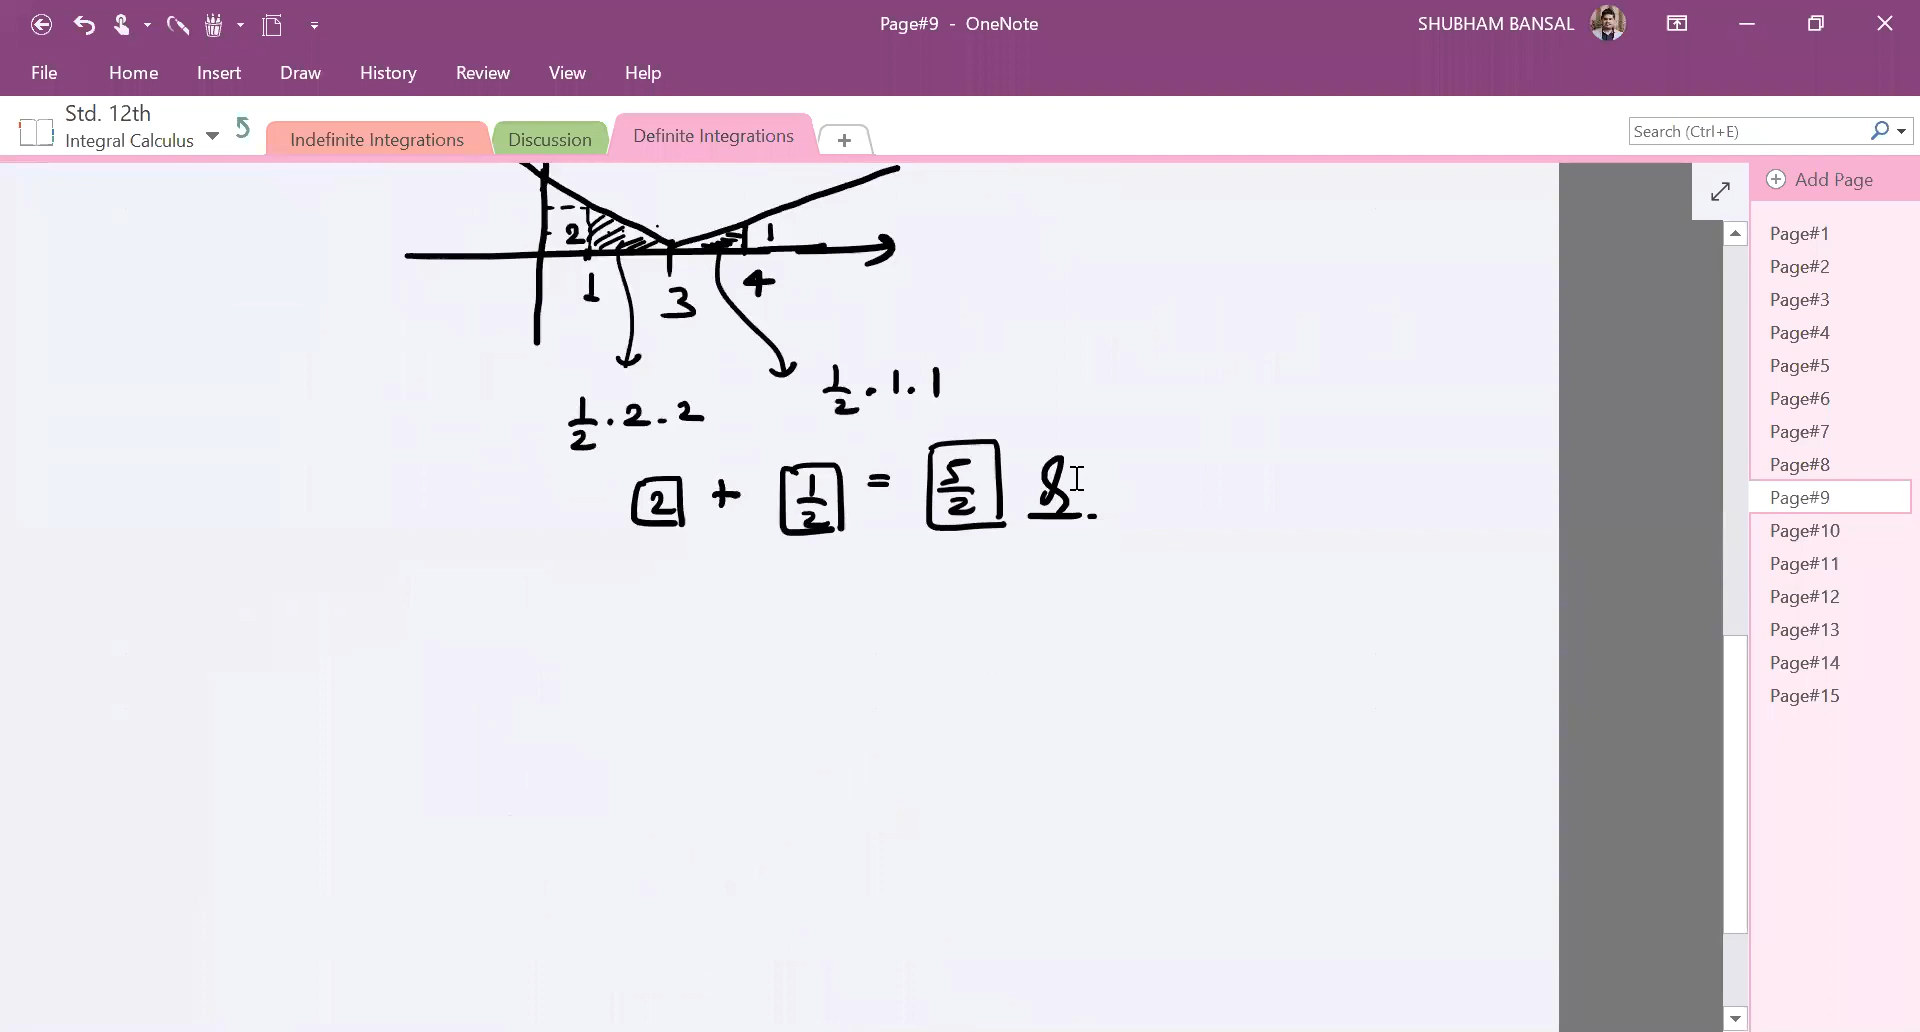 Page#9 - OneNote
SHUBHAM BANSAL
File Home Insert Draw History Review View Help
Std. 12th
Integral Calculus
Indefinite Integrations
Discussion
Definite Integrations
+
Search (Ctrl+E)
Add Page
Page#1
Page#2
Page#3
Page#4
Page#5
Page#6
Page#7
Page#8
Page#9
Page#10
Page#11
Page#12
Page#13
Page#14
Page#15
2 1
1 3 4
1/2 . 1 . 1
1/2 . 2 . 2
2 + 1/2 = 5/2